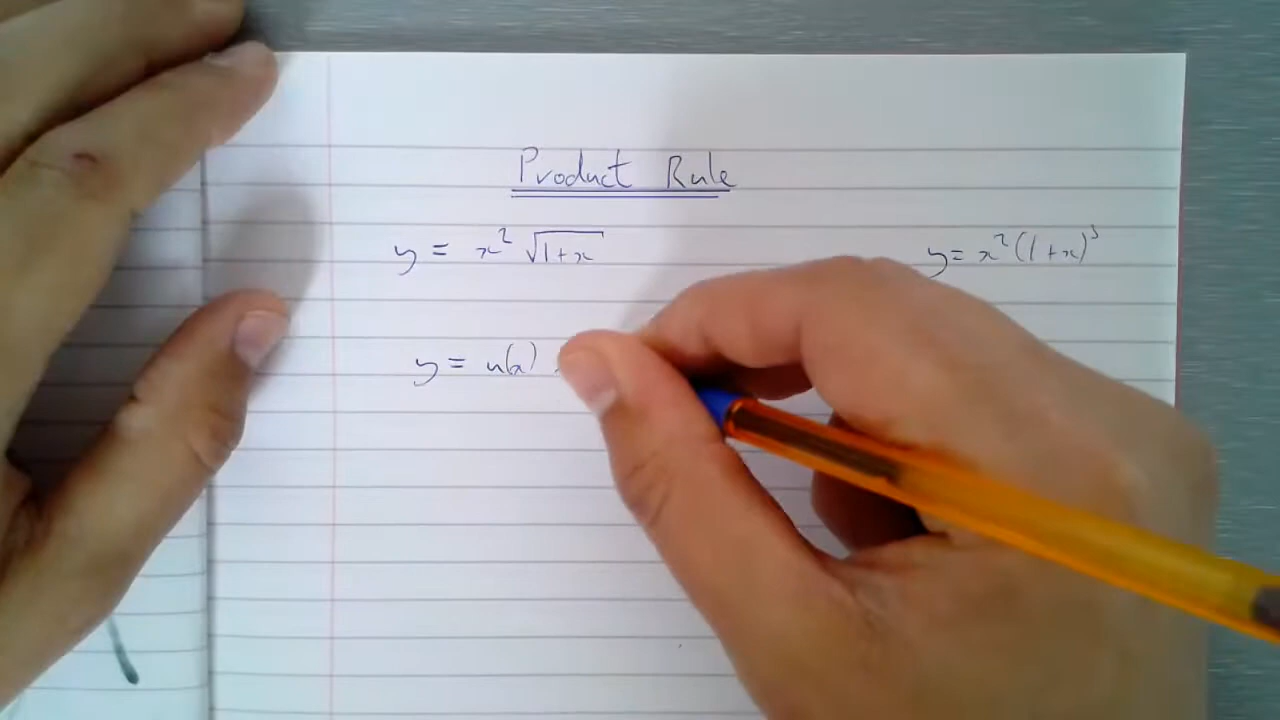 Product Rule
y = x² √(1+x)
y = x² (1+x)³
y = u(x)